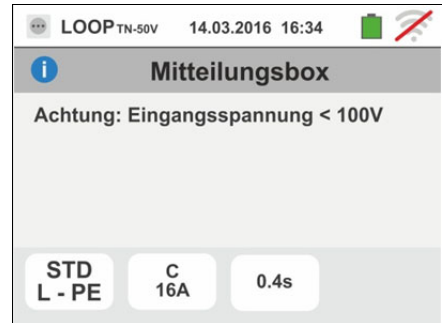 LOOP TN-50V 14.03.2016 16:34
i Mitteilungsbox
Achtung: Eingangsspannung < 100V
STD C 0.4s
L - PE 16A